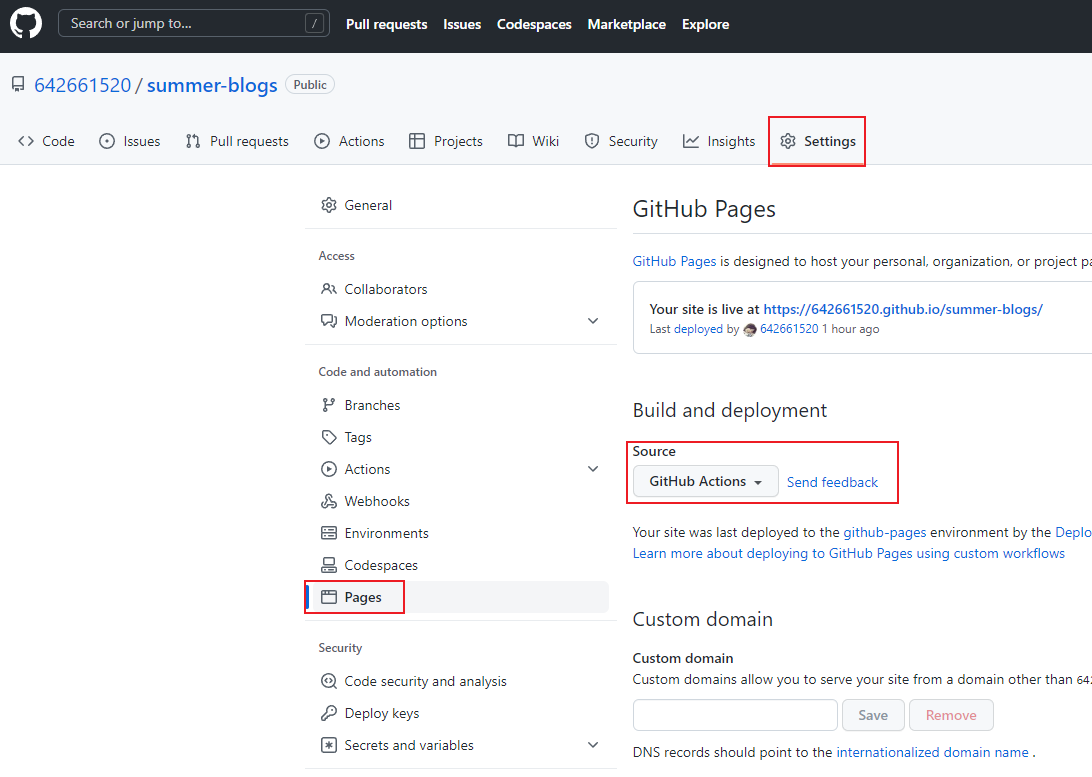 Search or jump to... /
Pull requests Issues Codespaces Marketplace Explore
642661520 / summer-blogs Public
Code Issues Pull requests Actions Projects Wiki Security Insights Settings
General
Access
Collaborators
Moderation options
Code and automation
Branches
Tags
Actions
Webhooks
Environments
Codespaces
Pages
Security
Code security and analysis
Deploy keys
Secrets and variables
GitHub Pages
GitHub Pages is designed to host your personal, organization, or project pa
Your site is live at https://642661520.github.io/summer-blogs/
Last deployed by 642661520 1 hour ago
Build and deployment
Source
GitHub Actions Send feedback
Your site was last deployed to the github-pages environment by the Deplo
Learn more about deploying to GitHub Pages using custom workflows
Custom domain
Custom domain
Custom domains allow you to serve your site from a domain other than 642
Save Remove
DNS records should point to the internationalized domain name .